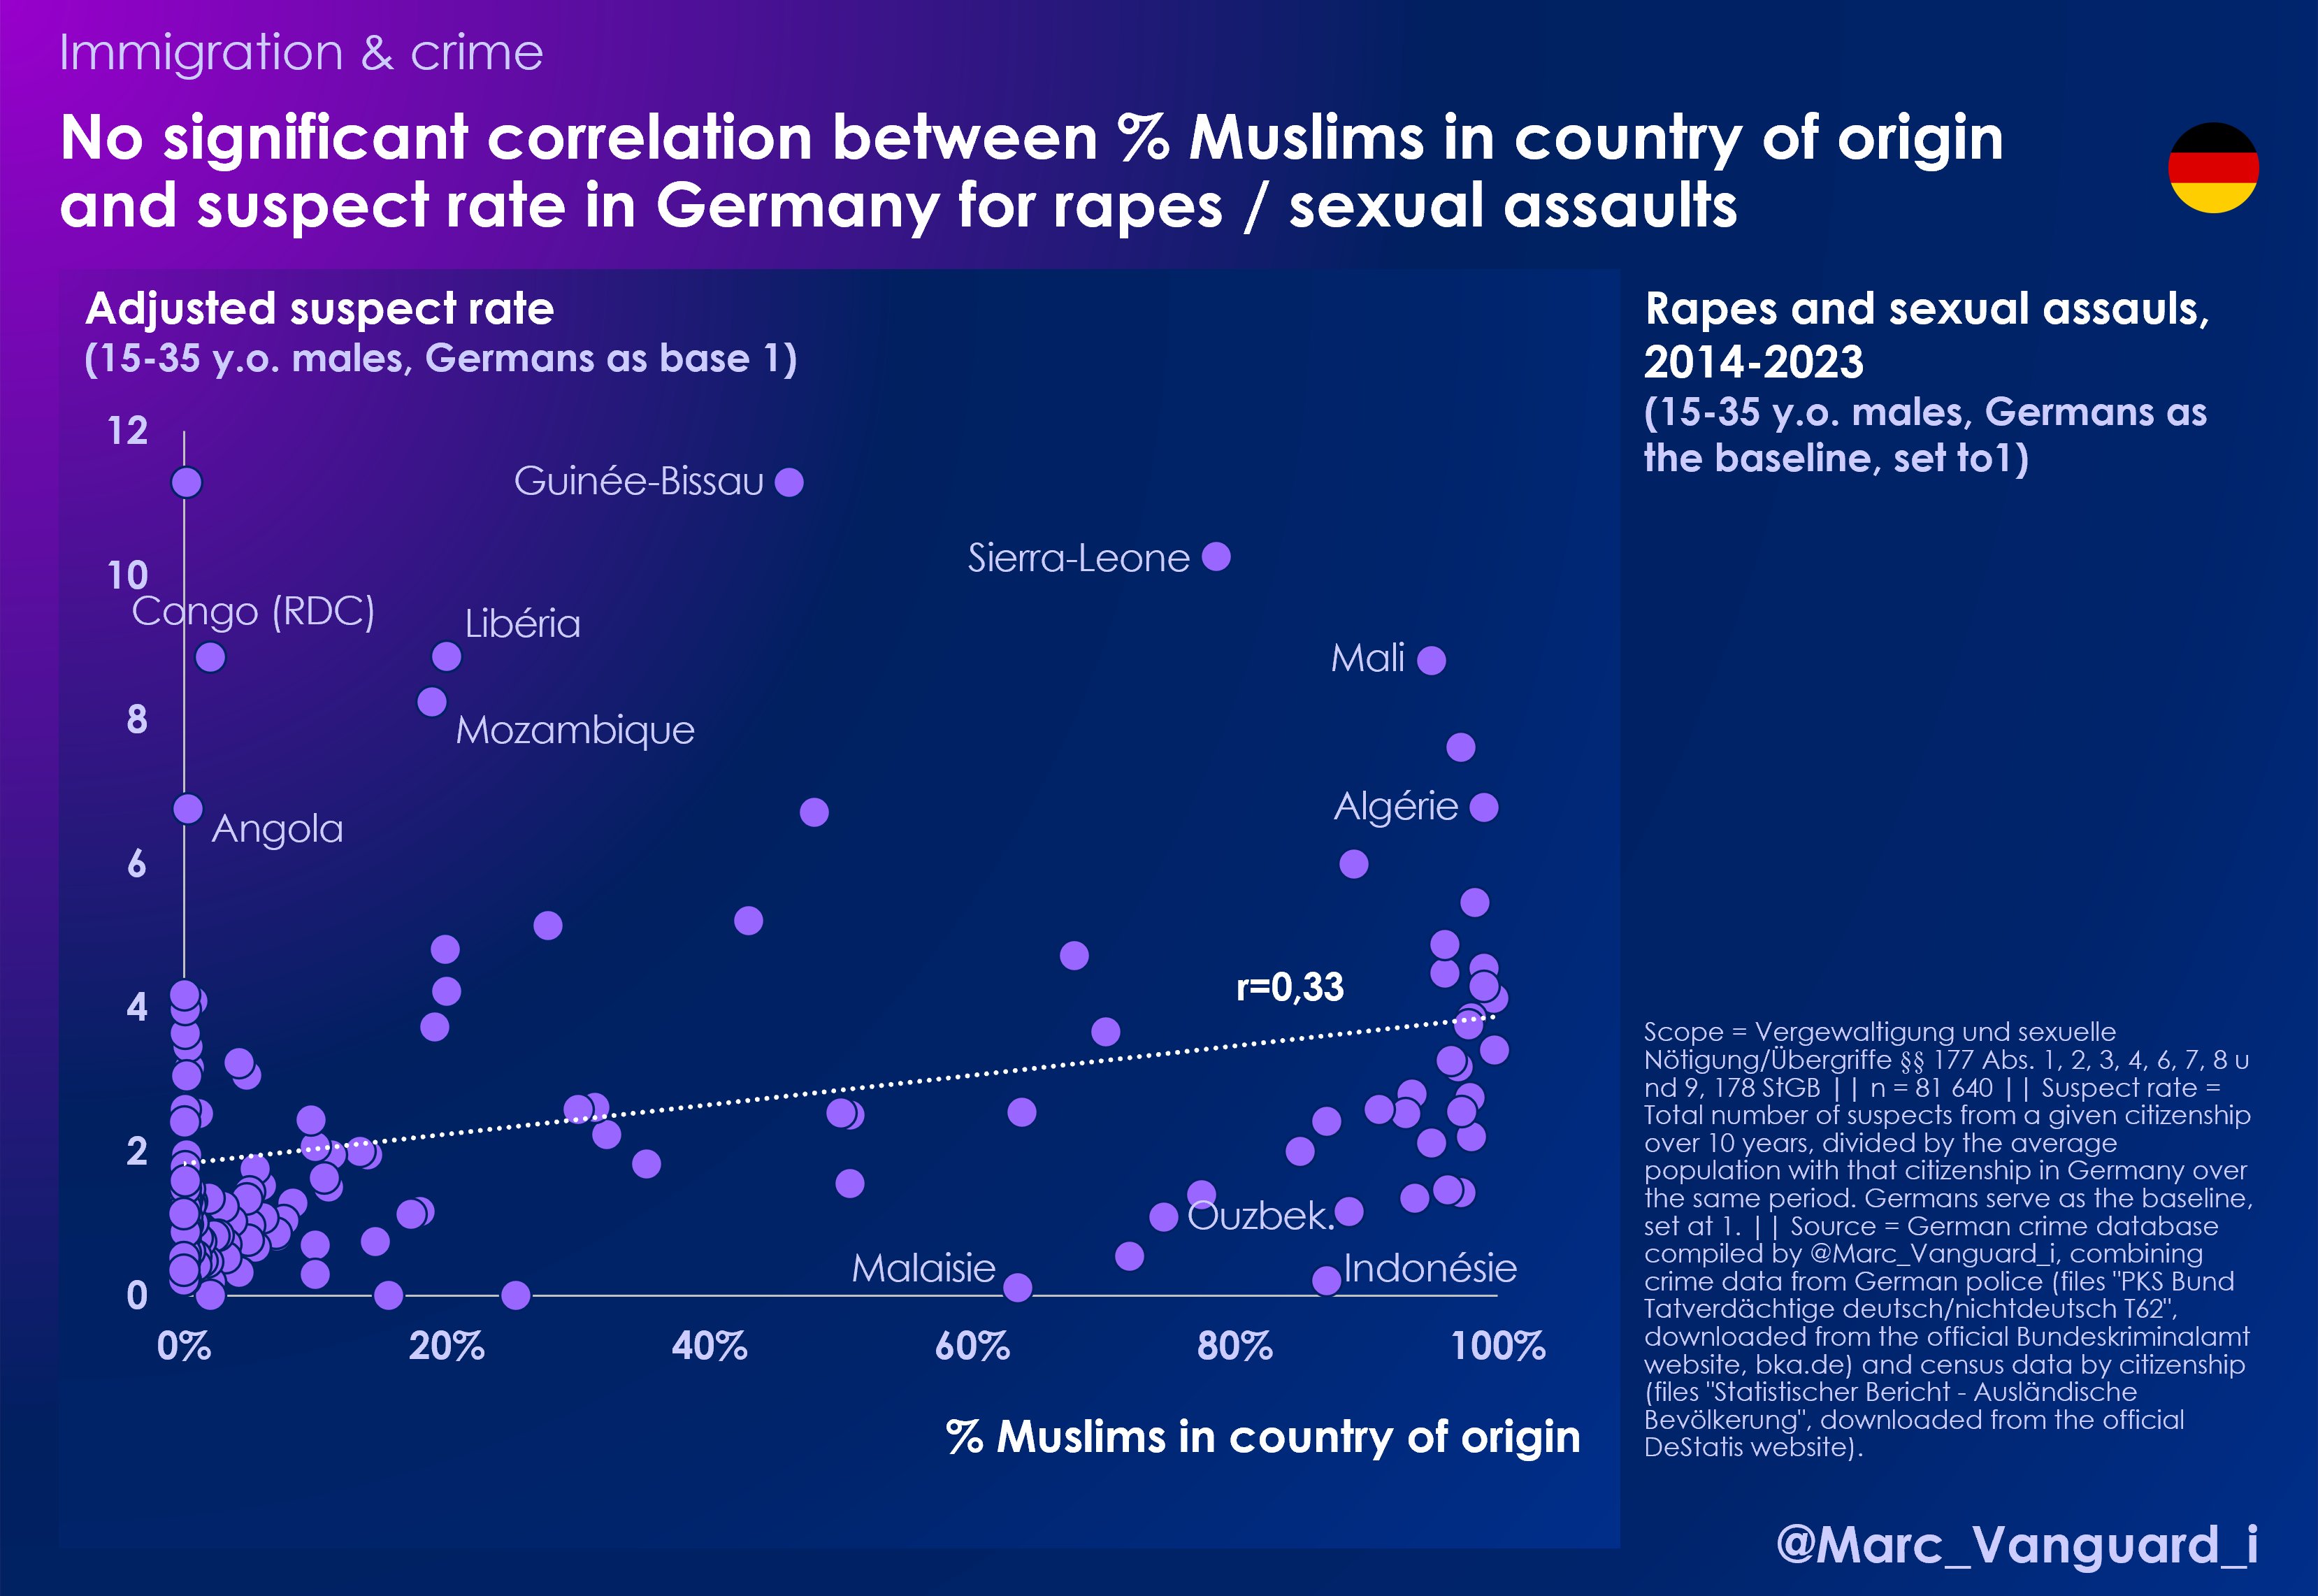 Immigration & crime
No significant correlation between % Muslims in country of origin
and suspect rate in Germany for rapes / sexual assaults
Adjusted suspect rate
(15-35 y.o. males, Germans as base 1)
12
Guinée-Bissau
Sierra-Leone
10
Congo (RDC)
Libéria
Mali
8
Mozambique
Algérie
Angola
6
r=0,33
4
2
Ouzbek.
Malaisie
Indonésie
0
0%
20%
40%
60%
80%
100%
% Muslims in country of origin
Rapes and sexual assauls,
2014-2023
(15-35 y.o. males, Germans as
the baseline, set to1)
Scope = Vergewaltigung und sexuelle
Nötigung/Übergriffe §§ 177 Abs. 1, 2, 3, 4, 6, 7, 8 u
nd 9, 178 StGB || n = 81 640 || Suspect rate =
Total number of suspects from a given citizenship
over 10 years, divided by the average
population with that citizenship in Germany over
the same period. Germans serve as the baseline,
set at 1. || Source = German crime database
compiled by @Marc_Vanguard_i, combining
crime data from German police (files "PKS Bund
Tatverdächtige deutsch/nichtdeutsch T62",
downloaded from the official Bundeskriminalamt
website, bka.de) and census data by citizenship
(files "Statistischer Bericht - Ausländische
Bevölkerung", downloaded from the official
DeStatis website).
@Marc_Vanguard_i